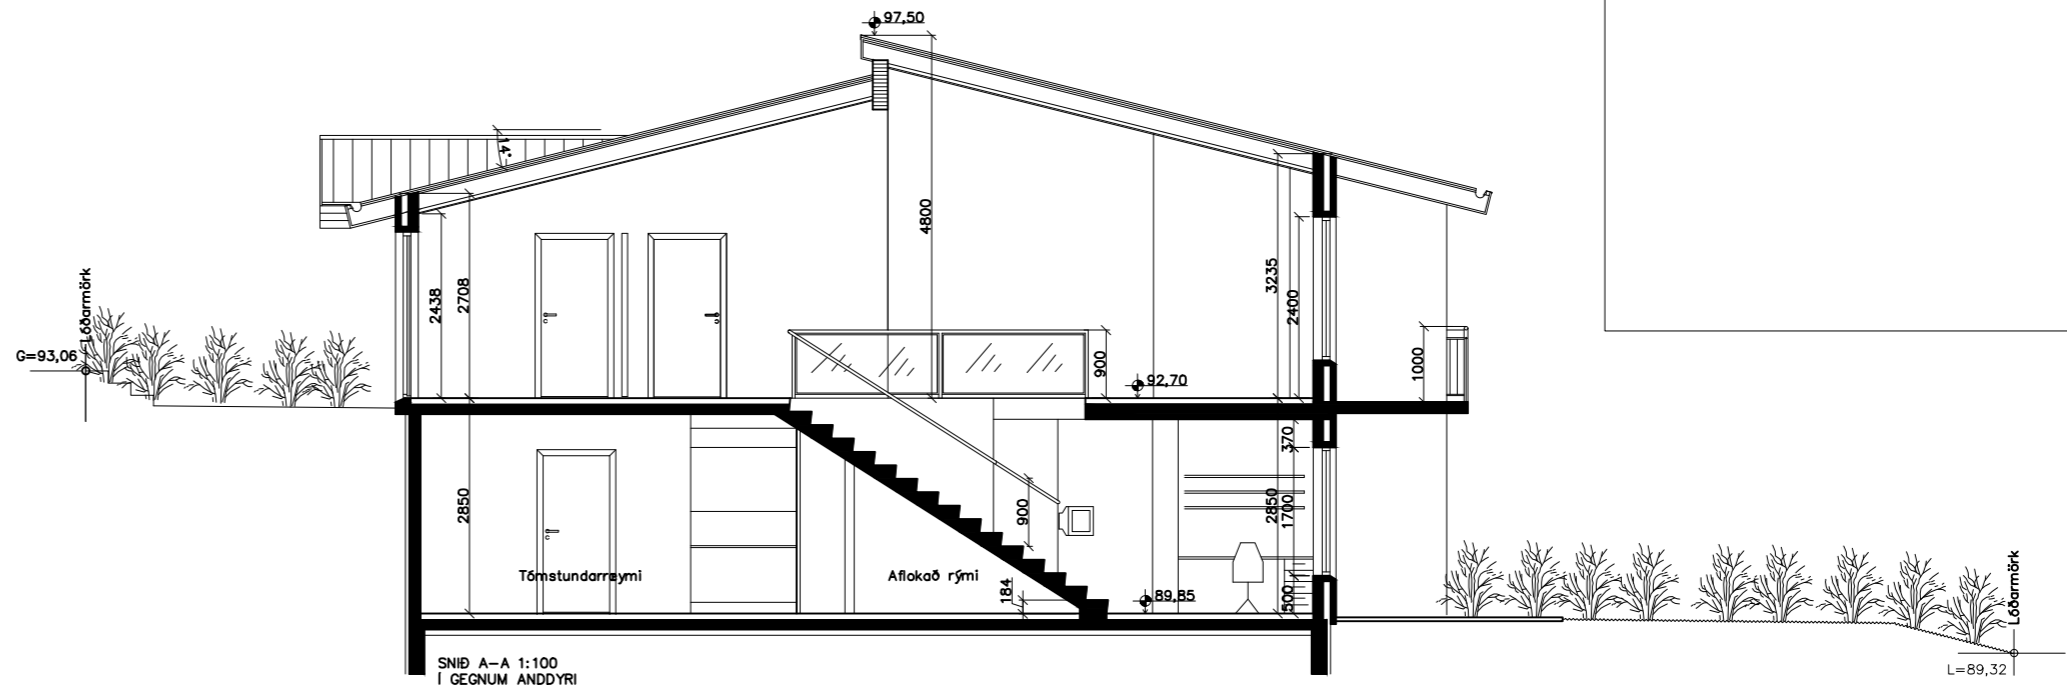 97,50
14°
4800
Lóðarmörk
G=93,06
2438
2708
3235
2400
1000
900
92,70
370
2850
900
2850
1700
Tómstundarræymi
Aflokað rými
184
89,85
500
Lóðarmörk
L=89,32
SNIÐ A-A 1:100
Í GEGNUM ANDDYRI